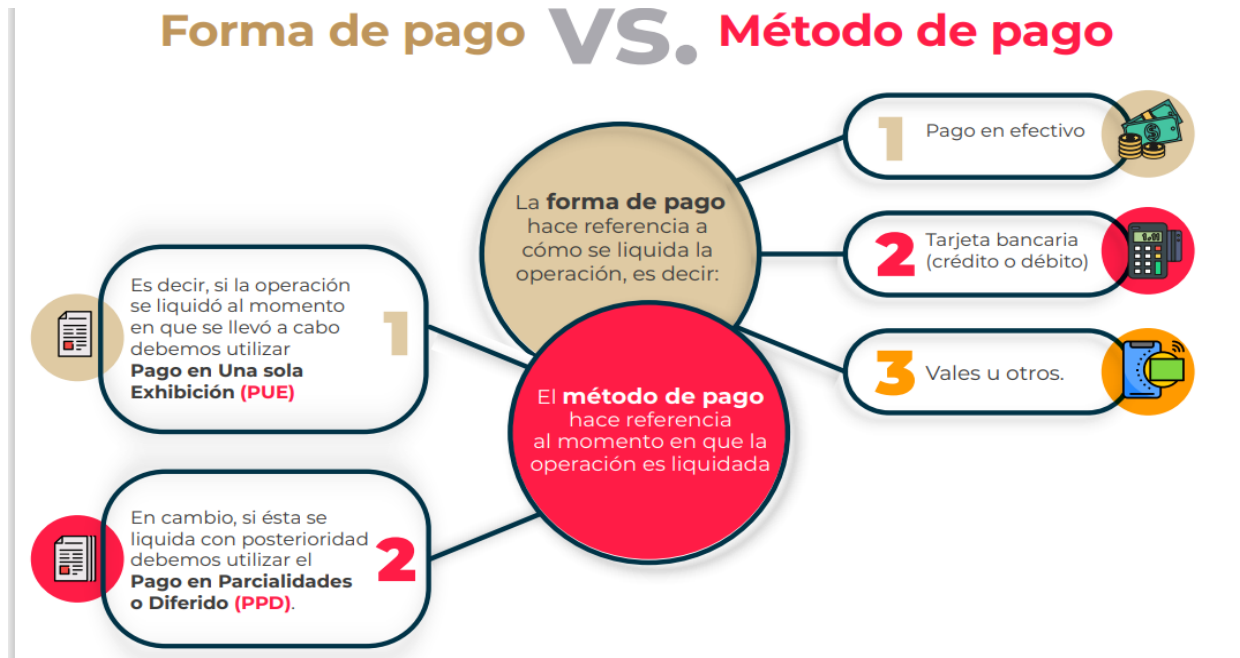 Forma de pago VS. Método de pago
La forma de pago
hace referencia a
cómo se liquida la
operación, es decir:
1
Pago en efectivo
2
Tarjeta bancaria
(crédito o débito)
3
Vales u otros.
El método de pago
hace referencia
al momento en que la
operación es liquidada
Es decir, si la operación
se liquidó al momento
en que se llevó a cabo
debemos utilizar
Pago en Una sola
Exhibición (PUE)
1
En cambio, si ésta se
liquida con posterioridad
debemos utilizar el
Pago en Parcialidades
o Diferido (PPD).
2